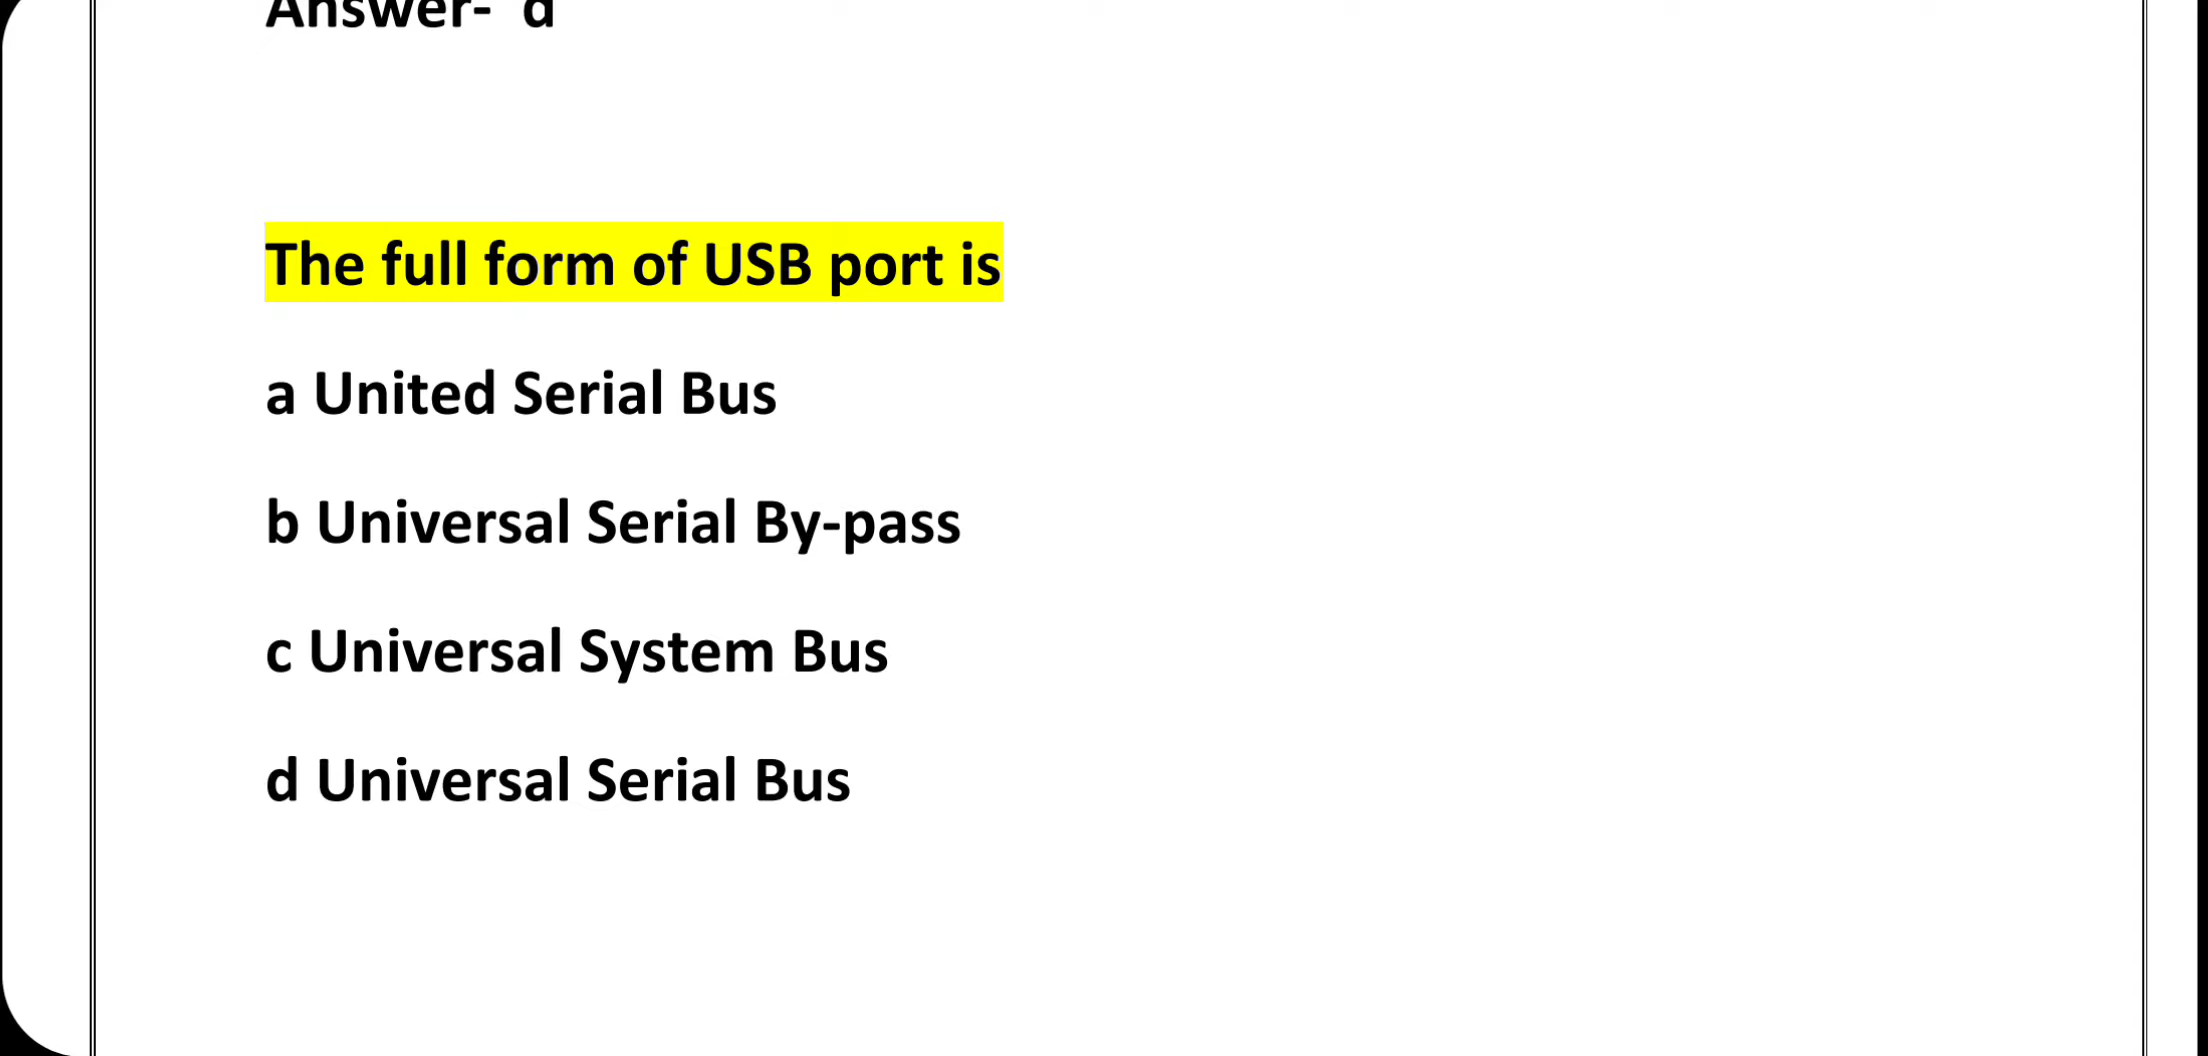 Answer- d
The full form of USB port is
a United Serial Bus
b Universal Serial By-pass
c Universal System Bus
d Universal Serial Bus